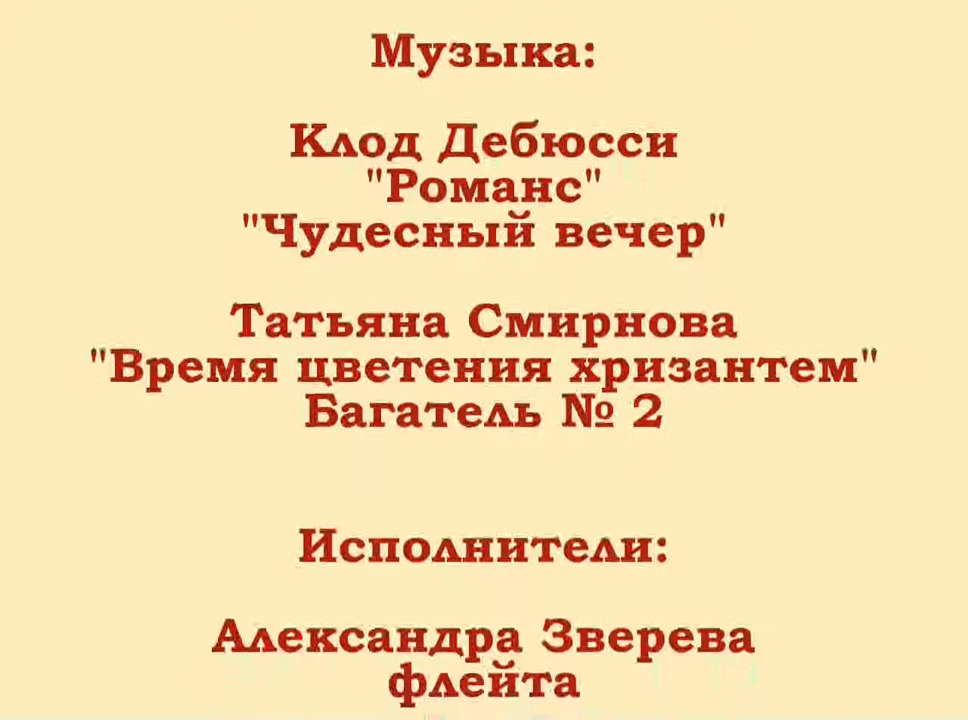 Музыка:
Клод Дебюсси
"Романс"
"Чудесный вечер"
Татьяна Смирнова
"Время цветения хризантем"
Багатель № 2
Исполнители:
Александра Зверева
флейта